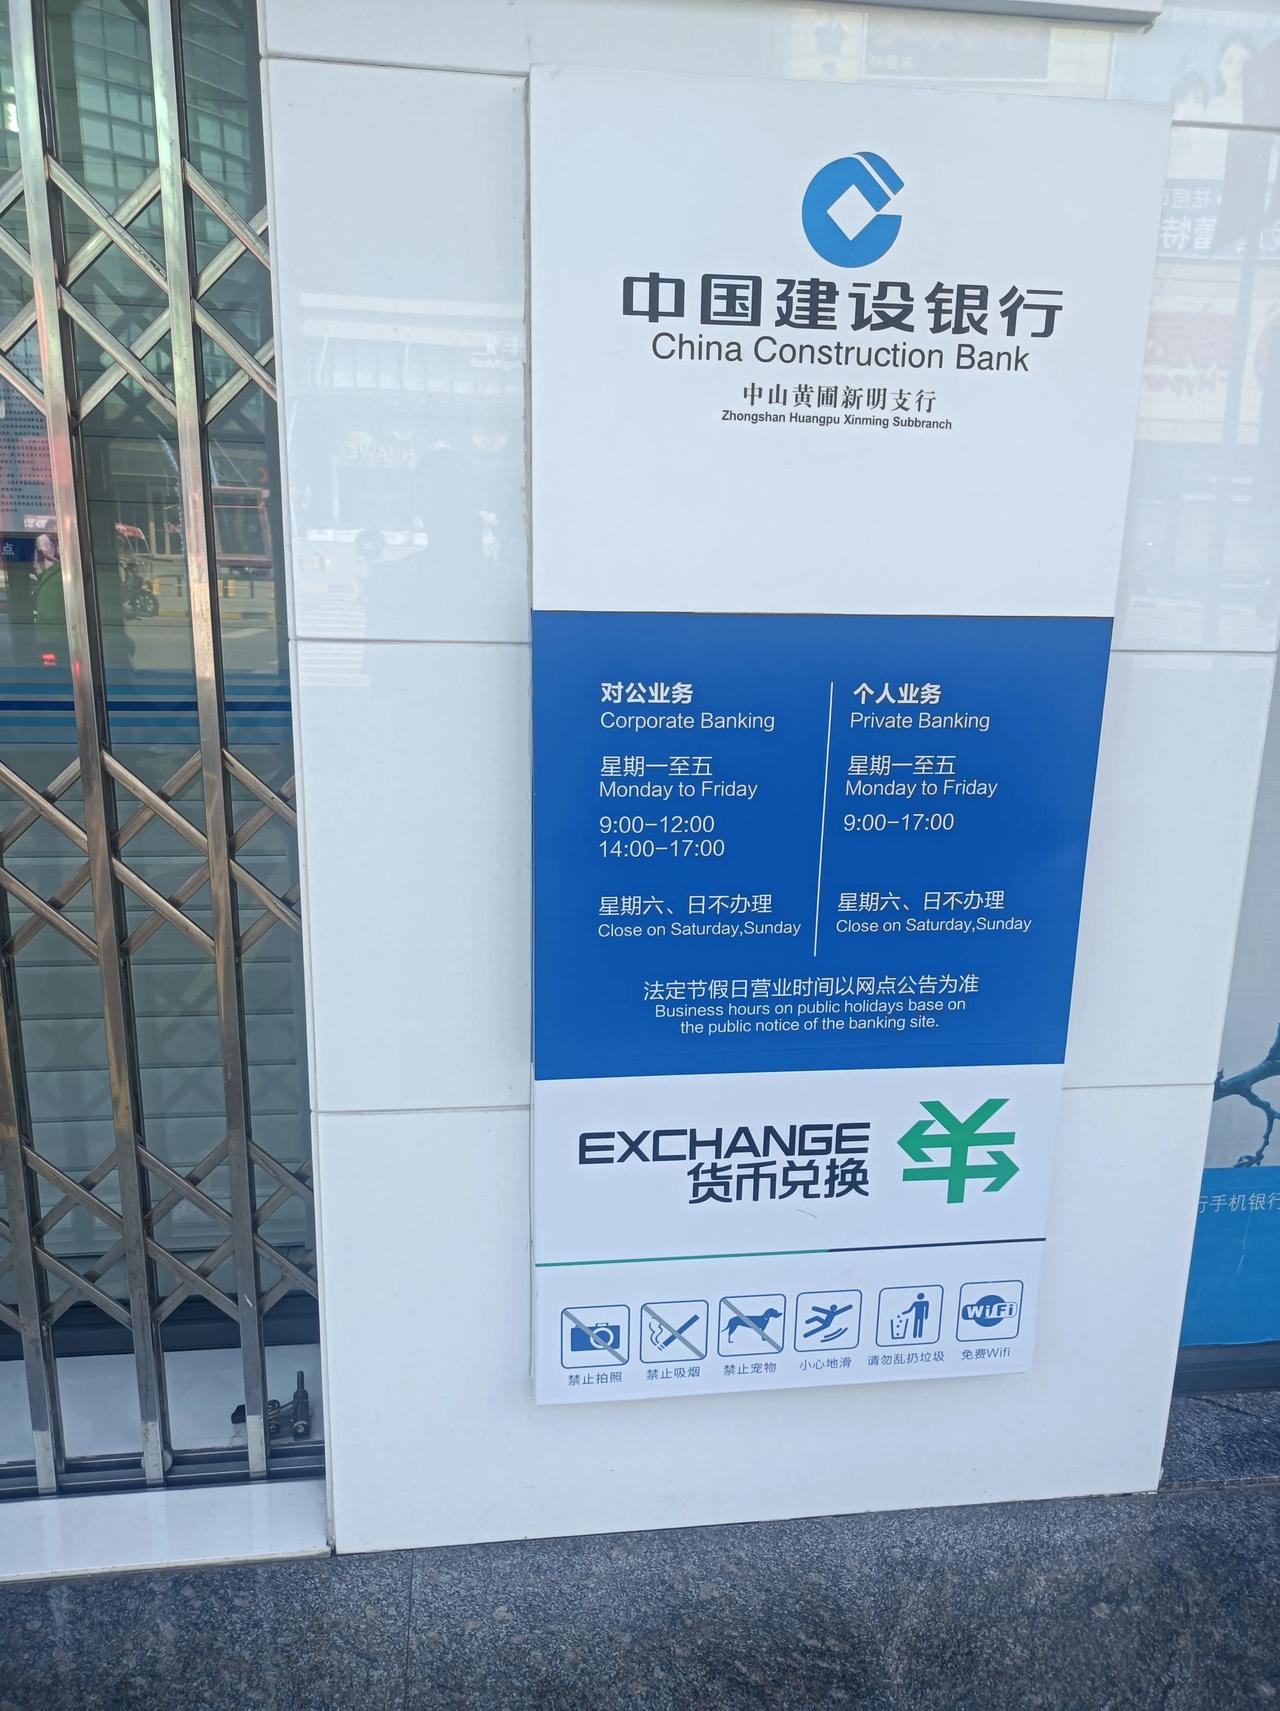 中国建设银行
China Construction Bank
中山黄圃新明支行
Zhongshan Huangpu Xinming Subbranch
对公业务
Corporate Banking
星期一至五
Monday to Friday
9:00-12:00
14:00-17:00
星期六、日不办理
Close on Saturday,Sunday
个人业务
Private Banking
星期一至五
Monday to Friday
9:00-17:00
星期六、日不办理
Close on Saturday,Sunday
法定节假日营业时间以网点公告为准
Business hours on public holidays base on
the public notice of the banking site.
EXCHANGE
货币兑换
WiFi
禁止拍照
禁止吸烟
禁止宠物
小心地滑
请勿乱扔垃圾
免费Wifi
行手机银行
点